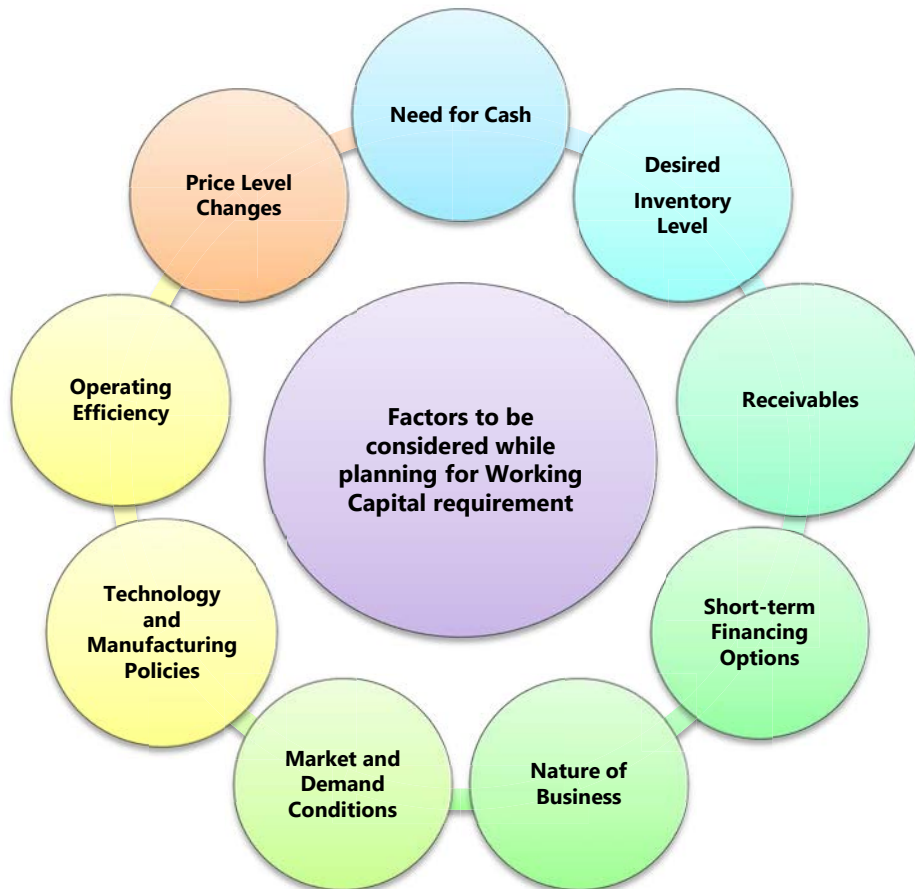 Need for Cash
Desired
Inventory
Level
Receivables
Short-term
Financing
Options
Nature of
Business
Market and
Demand
Conditions
Technology
and
Manufacturing
Policies
Operating
Efficiency
Price Level
Changes
Factors to be
considered while
planning for Working
Capital requirement